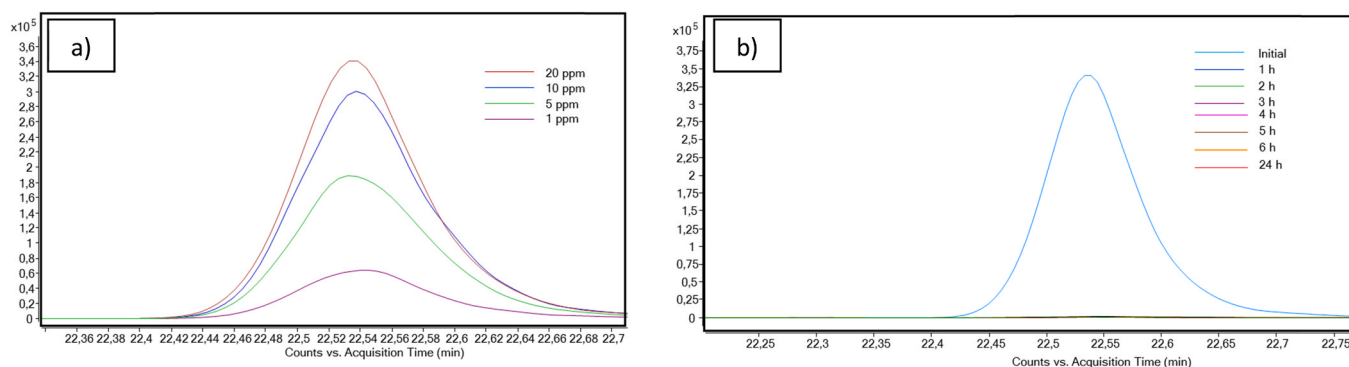 a)
x10⁵
3,6
3,4
3,2
3
2,8
2,6
2,4
2,2
2
1,8
1,6
1,4
1,2
1
0,8
0,6
0,4
0,2
0
20 ppm
10 ppm
5 ppm
1 ppm
22,36 22,38 22,4 22,42 22,44 22,46 22,48 22,5 22,52 22,54 22,56 22,58 22,6 22,62 22,64 22,66 22,68 22,7
Counts vs. Acquisition Time (min)
b)
x10⁵
3,75
3,5
3,25
3
2,75
2,5
2,25
2
1,75
1,5
1,25
1
0,75
0,5
0,25
0
Initial
1 h
2 h
3 h
4 h
5 h
6 h
24 h
22,25 22,3 22,35 22,4 22,45 22,5 22,55 22,6 22,65 22,7 22,75
Counts vs. Acquisition Time (min)